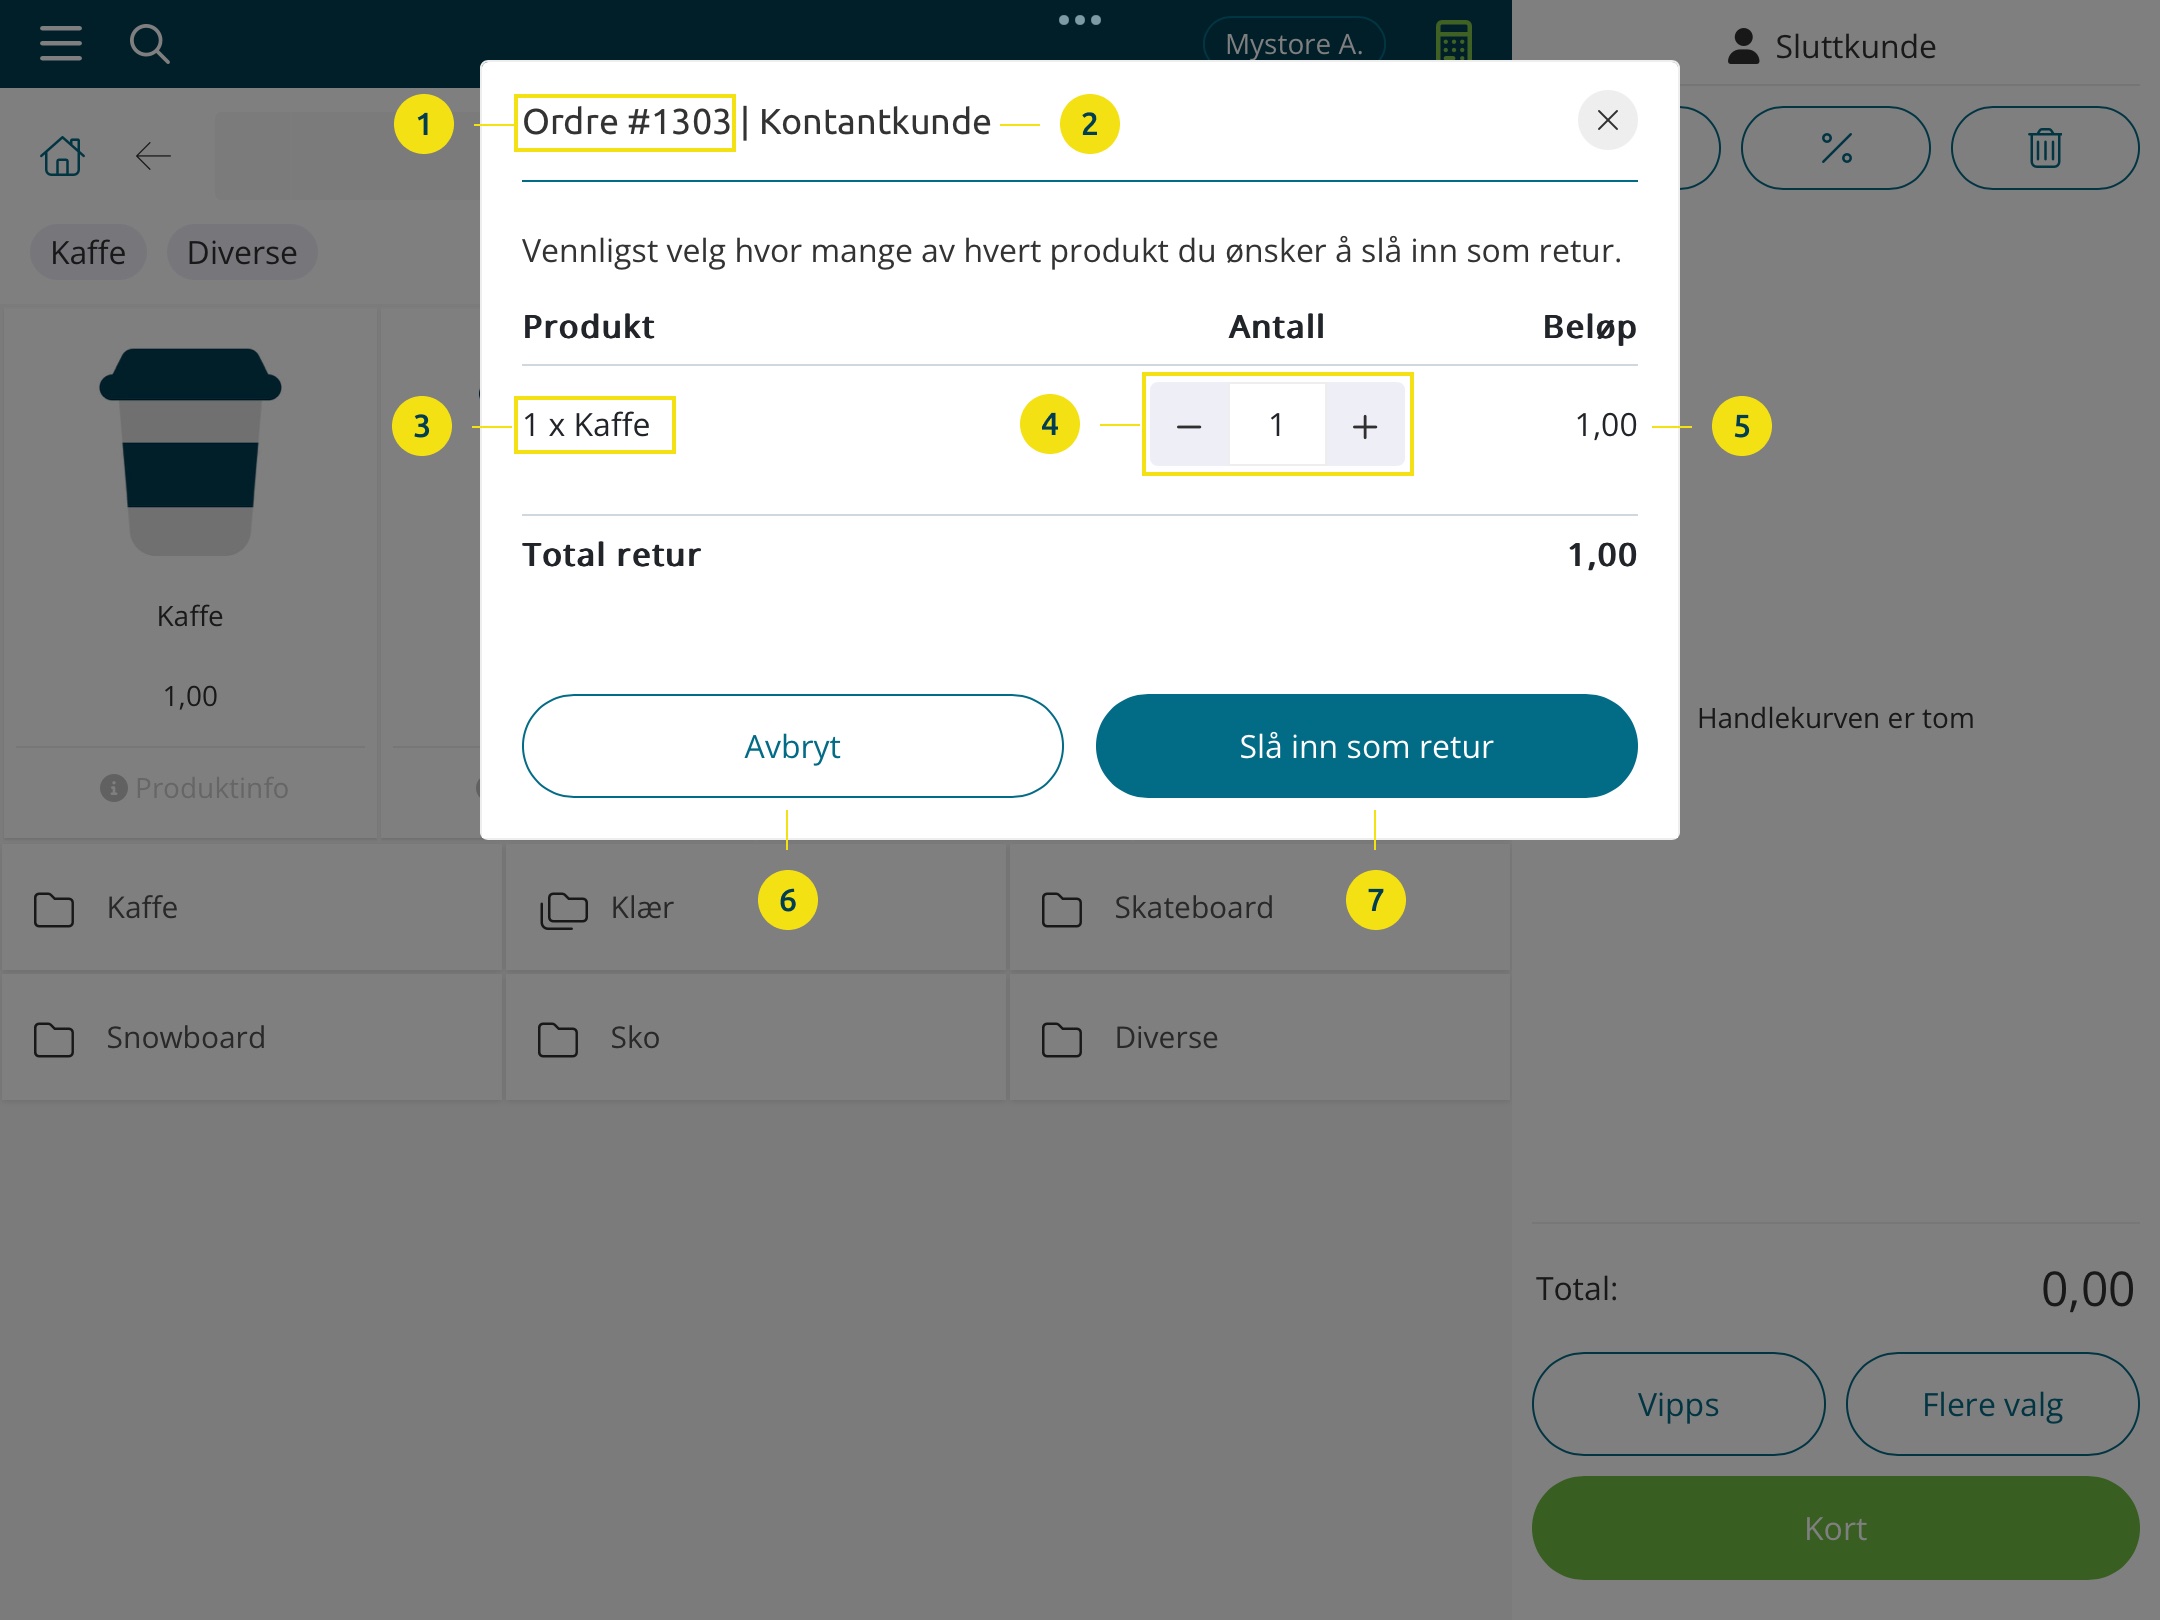 Mystore A.
Sluttkunde
1
Ordre #1303 | Kontantkunde
2
Kaffe
Diverse
Vennligst velg hvor mange av hvert produkt du ønsker å slå inn som retur.
Produkt
Antall
Beløp
3
1 x Kaffe
4
− 1 +
1,00
5
Total retur
1,00
Kaffe
1,00
Produktinfo
Avbryt
Slå inn som retur
Handlekurven er tom
6
7
Kaffe
Klær
Skateboard
Snowboard
Sko
Diverse
Total:
0,00
Vipps
Flere valg
Kort